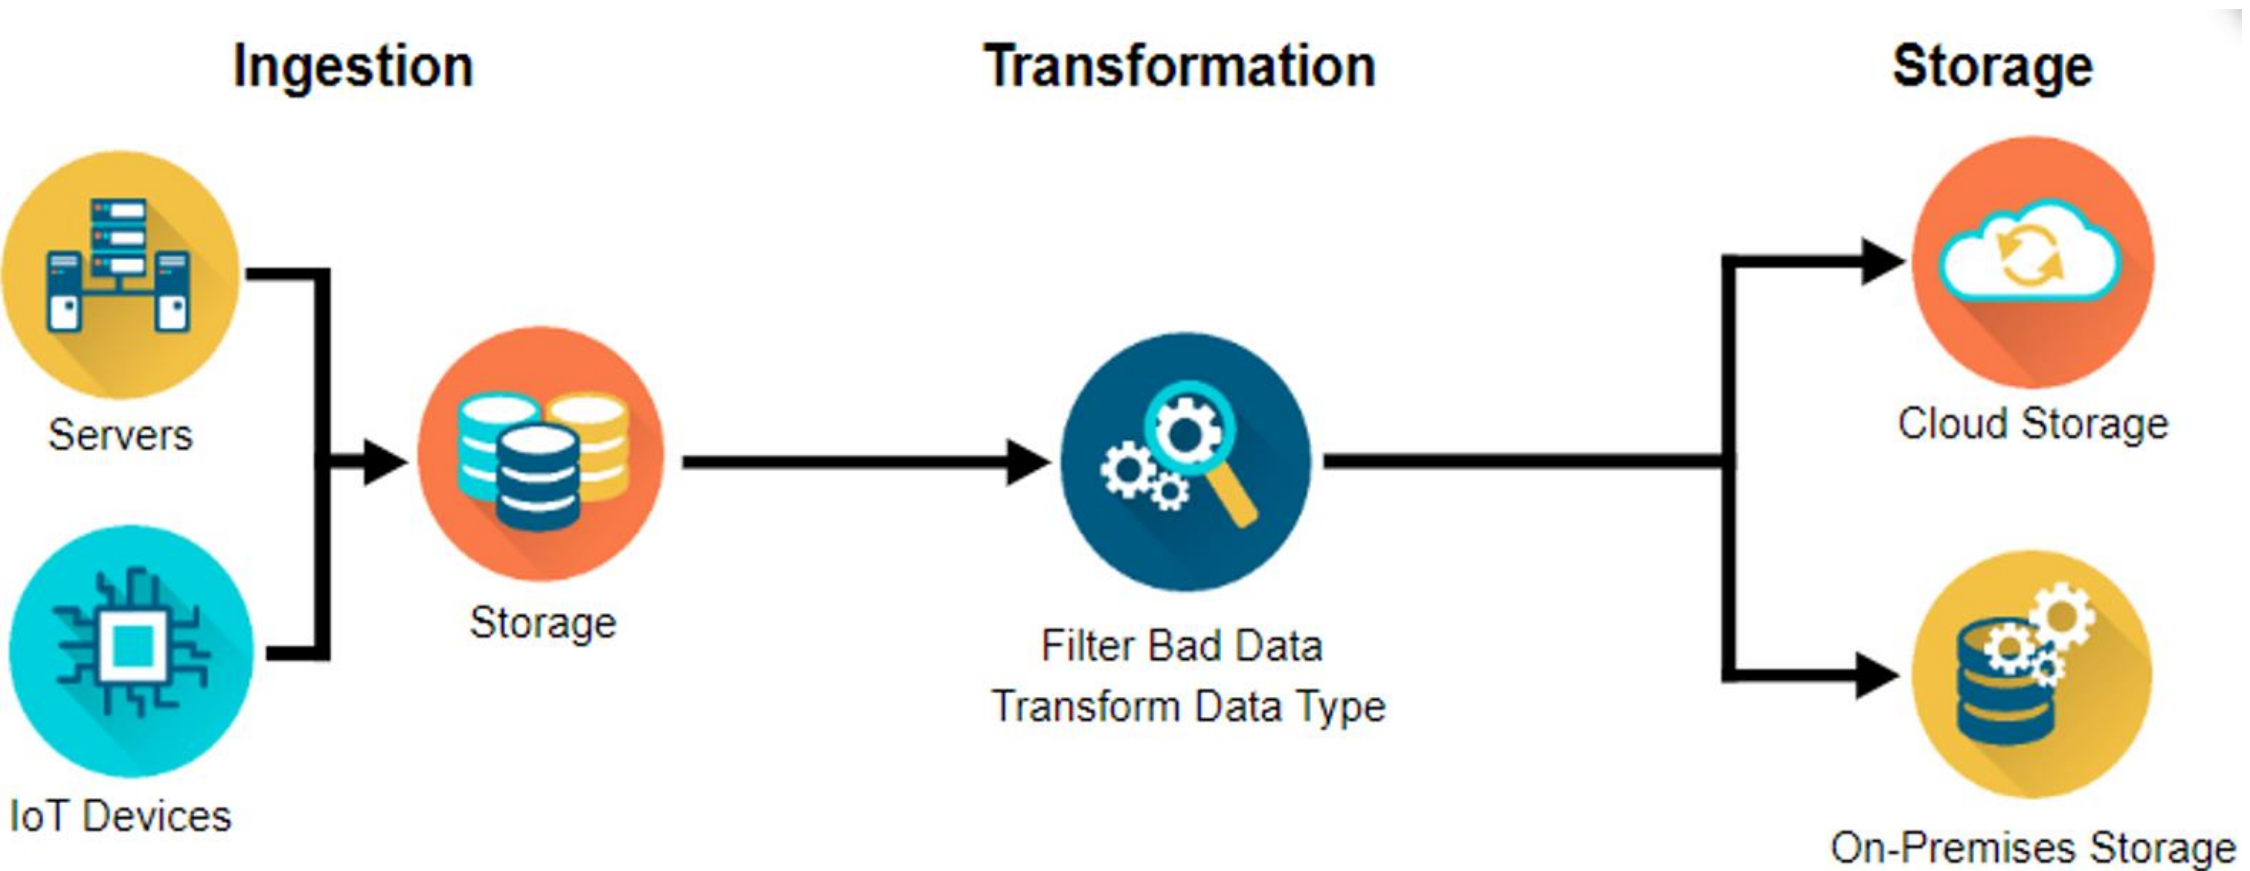 Ingestion
Transformation
Storage
Servers
Cloud Storage
Storage
Filter Bad Data
Transform Data Type
IoT Devices
On-Premises Storage